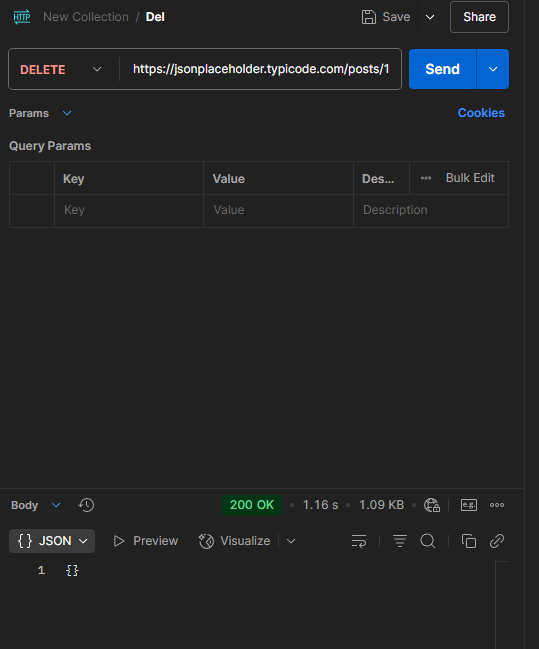 HTTP New Collection / Del Save Share
DELETE https://jsonplaceholder.typicode.com/posts/1 Send
Params Cookies
Query Params
Key Value Des... Bulk Edit
Key Value Description
Body 200 OK 1.16 s 1.09 KB e.g.
{} JSON Preview Visualize
1 {}